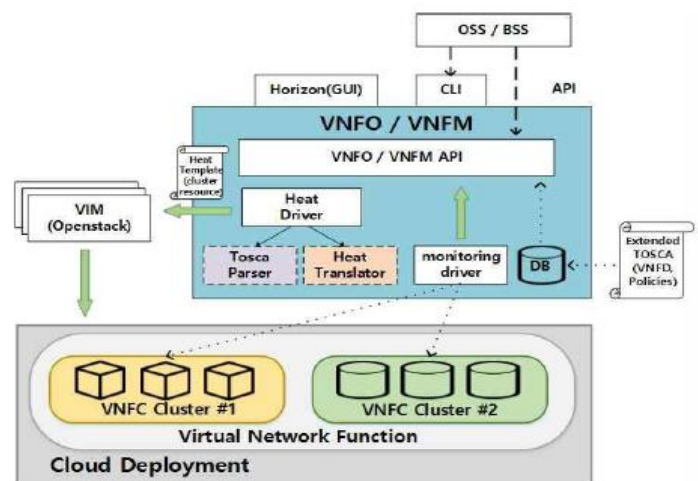 OSS / BSS
Horizon(GUI)
CLI
API
VNFO / VNFM
VNFO / VNFM API
Heat
Template
(cluster
resource)
VIM
(Openstack)
Heat
Driver
Tosca
Parser
Heat
Translator
monitoring
driver
DB
Extended
TOSCA
(VNFD,
Policies)
VNFC Cluster #1
VNFC Cluster #2
Virtual Network Function
Cloud Deployment